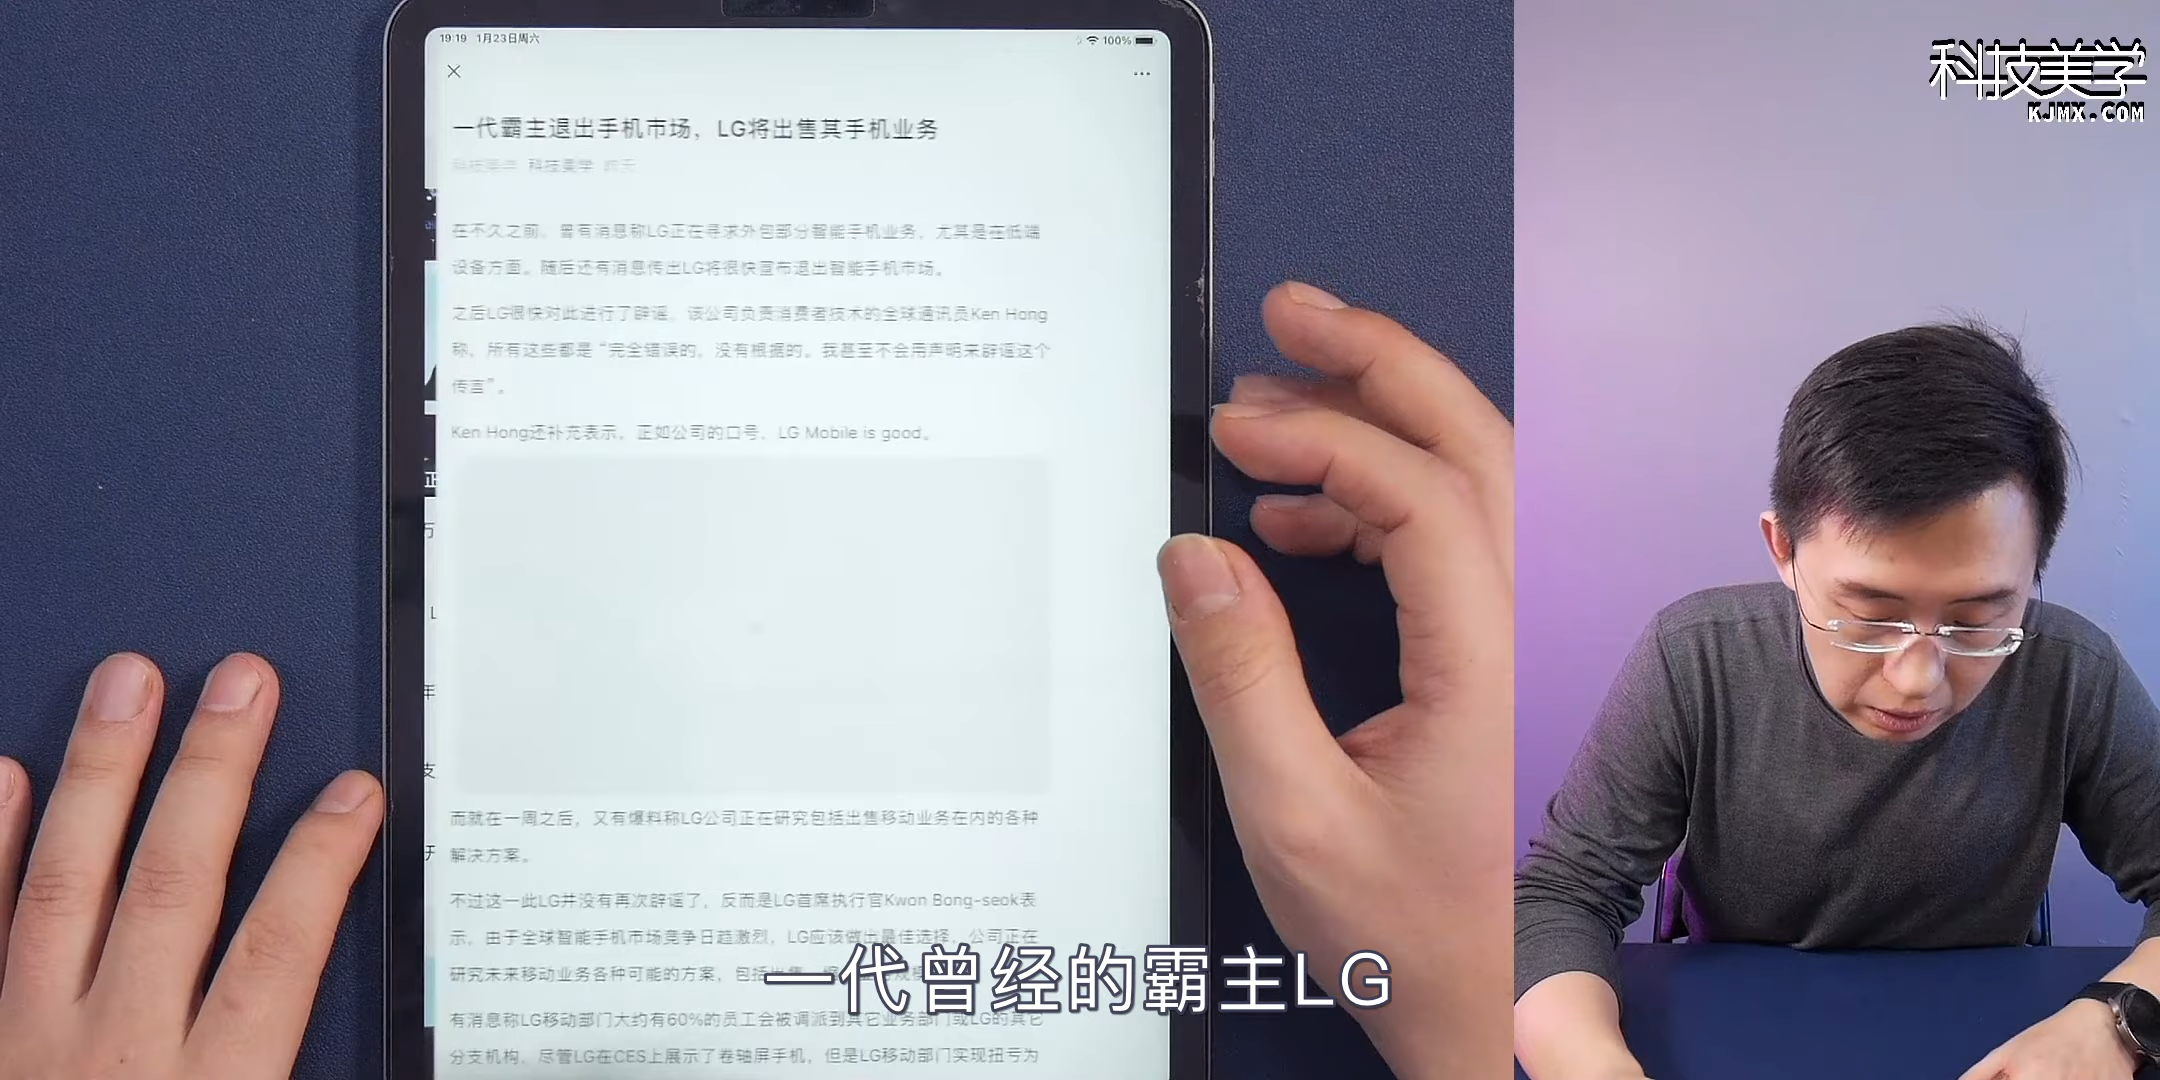 19:19 1月23日周六
100%
科技美学
KJMX.COM
一代霸主退出手机市场，LG将出售其手机业务
科技美学 昨天
在不久之前，曾有消息称LG正在寻求外包部分智能手机业务，尤其是在低端
设备方面。随后还有消息传出LG将很快宣布退出智能手机市场。
之后LG很快对此进行了辟谣，该公司负责消费者技术的全球通讯员Ken Hong
称，所有这些都是“完全错误的，没有根据的。我甚至不会用声明来辟谣这个
传言”。
Ken Hong还补充表示，正如公司的口号，LG Mobile is good。
而就在一周之后，又有爆料称LG公司正在研究包括出售移动业务在内的各种
解决方案。
不过这一此LG并没有再次辟谣了，反而是LG首席执行官Kwon Bong-seok表
示，由于全球智能手机市场竞争日趋激烈，LG应该做出最佳选择，公司正在
研究未来移动业务各种可能的方案，包括出售
一代曾经的霸主LG
有消息称LG移动部门大约有60%的员工会被调派到其它业务部门或LG的其它
分支机构，尽管LG在CES上展示了卷轴屏手机，但是LG移动部门实现扭亏为